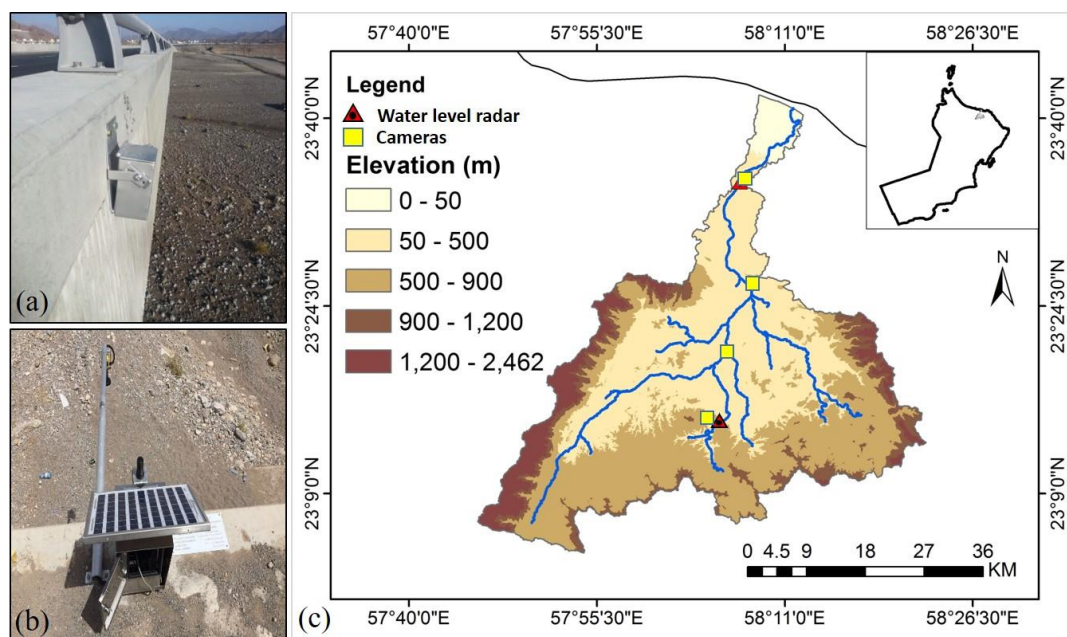 (a)
(b)
(c)
57°40'0"E 57°55'30"E 58°11'0"E 58°26'30"E
Legend
Water level radar
Cameras
Elevation (m)
0 - 50
50 - 500
500 - 900
900 - 1,200
1,200 - 2,462
23°40'0"N 23°40'0"N
23°24'30"N 23°24'30"N
23°9'0"N 23°9'0"N
N
0 4.5 9 18 27 36
KM
57°40'0"E 57°55'30"E 58°11'0"E 58°26'30"E